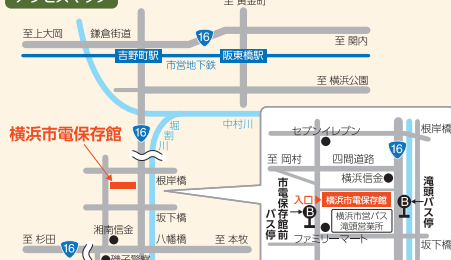 アクセスマップ
至 黄金町
至上大岡
鎌倉街道
16
至 関内
吉野町駅
阪東橋駅
市営地下鉄
至 横浜公園
横浜市電保存館
16
堀割川
中村川
セブンイレブン
根岸橋
16
至 岡村
四間道路
横浜信金
滝頭バス停
市電保存館前バス停
入口
横浜市電保存館
B
B
横浜市営バス
滝頭営業所
ファミリーマート
坂下橋
根岸橋
坂下橋
湘南信金
至 杉田
16
八幡橋
至 本牧
磯子警察